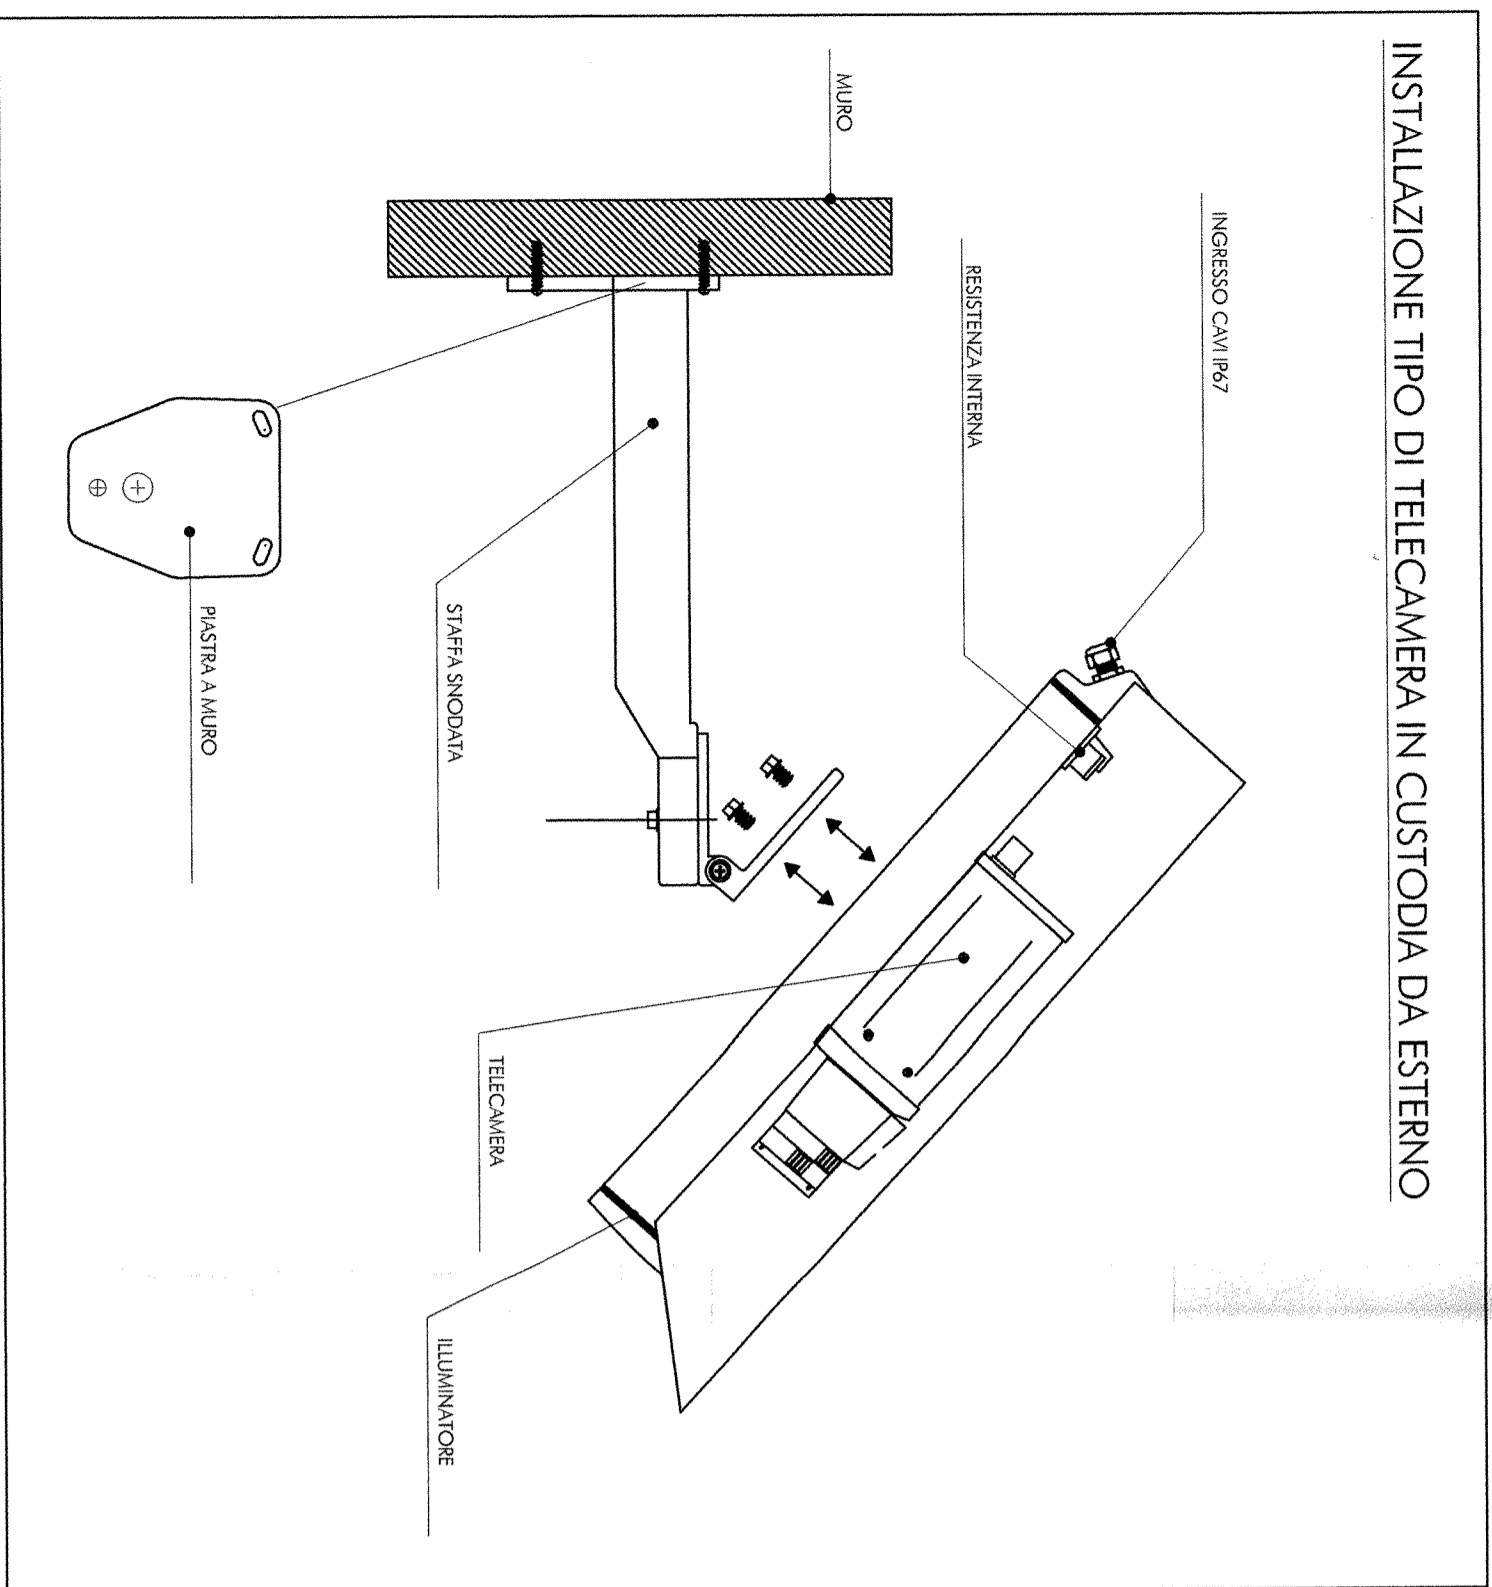 INSTALLAZIONE TIPO DI TELECAMERA IN CUSTODIA DA ESTERNO
INGRESSO CAVI IP67
RESISTENZA INTERNA
MURO
STAFFA SNODATA
PIASTRA A MURO
TELECAMERA
ILLUMINATORE